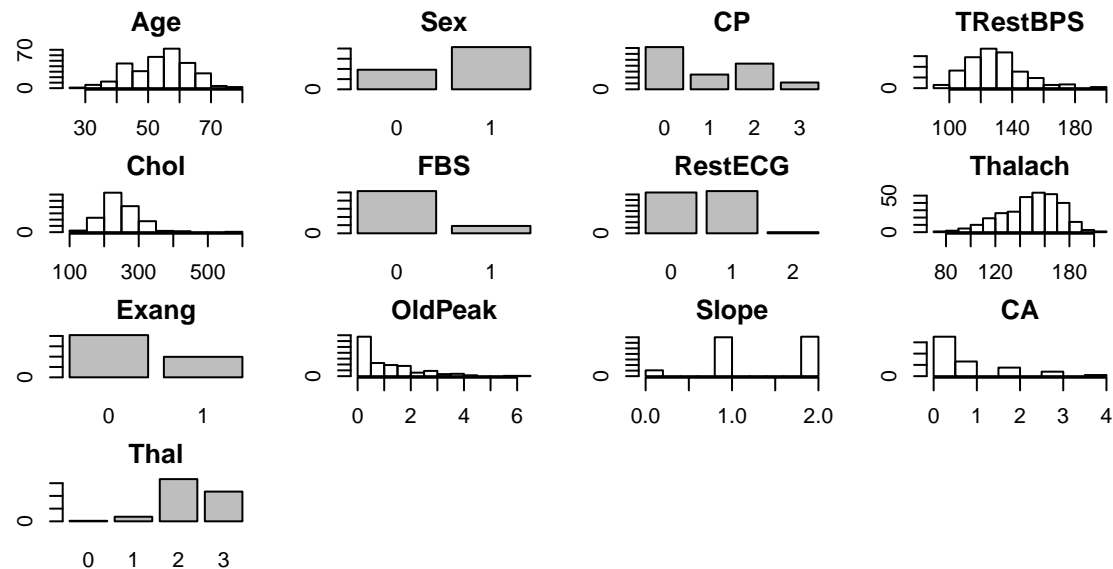 Age Sex CP TRestBPS
70
0 0 0 0
30 50 70 0 1 0 1 2 3 100 140 180
Chol FBS RestECG Thalach
50
0 0 0 0
100 300 500 0 1 0 1 2 80 120 180
Exang OldPeak Slope CA
0 0 0 0
0 1 0 2 4 6 0.0 1.0 2.0 0 1 2 3 4
Thal
0
0 1 2 3